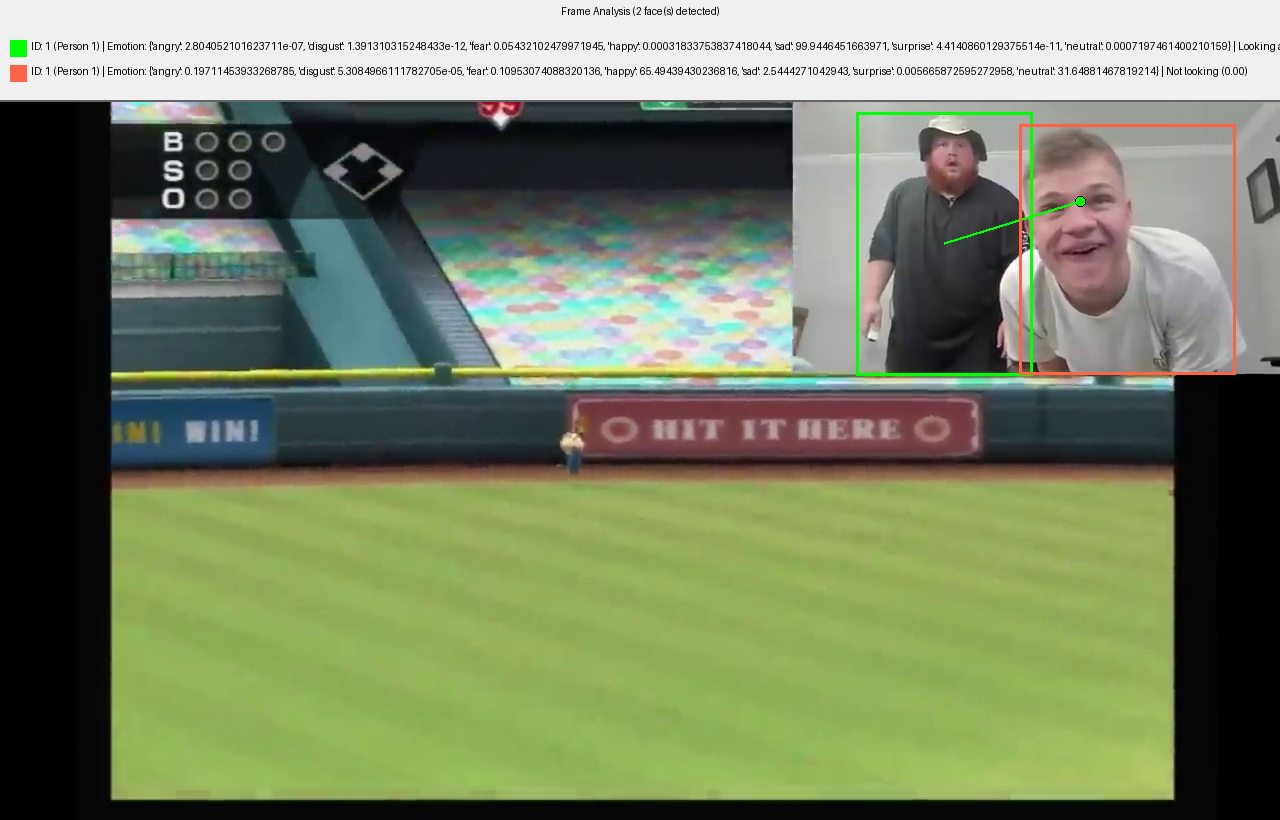 Frame Analysis (2 face(s) detected)
ID: 1 (Person 1) | Emotion: {'angry': 2.804052101623711e-07, 'disgust': 1.391310315248433e-12, 'fear': 0.05432102479971945, 'happy': 0.00031833753837418044, 'sad': 99.9446451663971, 'surprise': 4.4140860129375514e-11, 'neutral': 0.0007197461400210159} | Looking a
ID: 1 (Person 1) | Emotion: {'angry': 0.19711453933268785, 'disgust': 5.3084966111782705e-05, 'fear': 0.10953074088320136, 'happy': 65.49439430236816, 'sad': 2.5444271042943, 'surprise': 0.005665872595272958, 'neutral': 31.64881467819214} | Not looking (0.00)
B
S
O
WIN!
HIT IT HERE